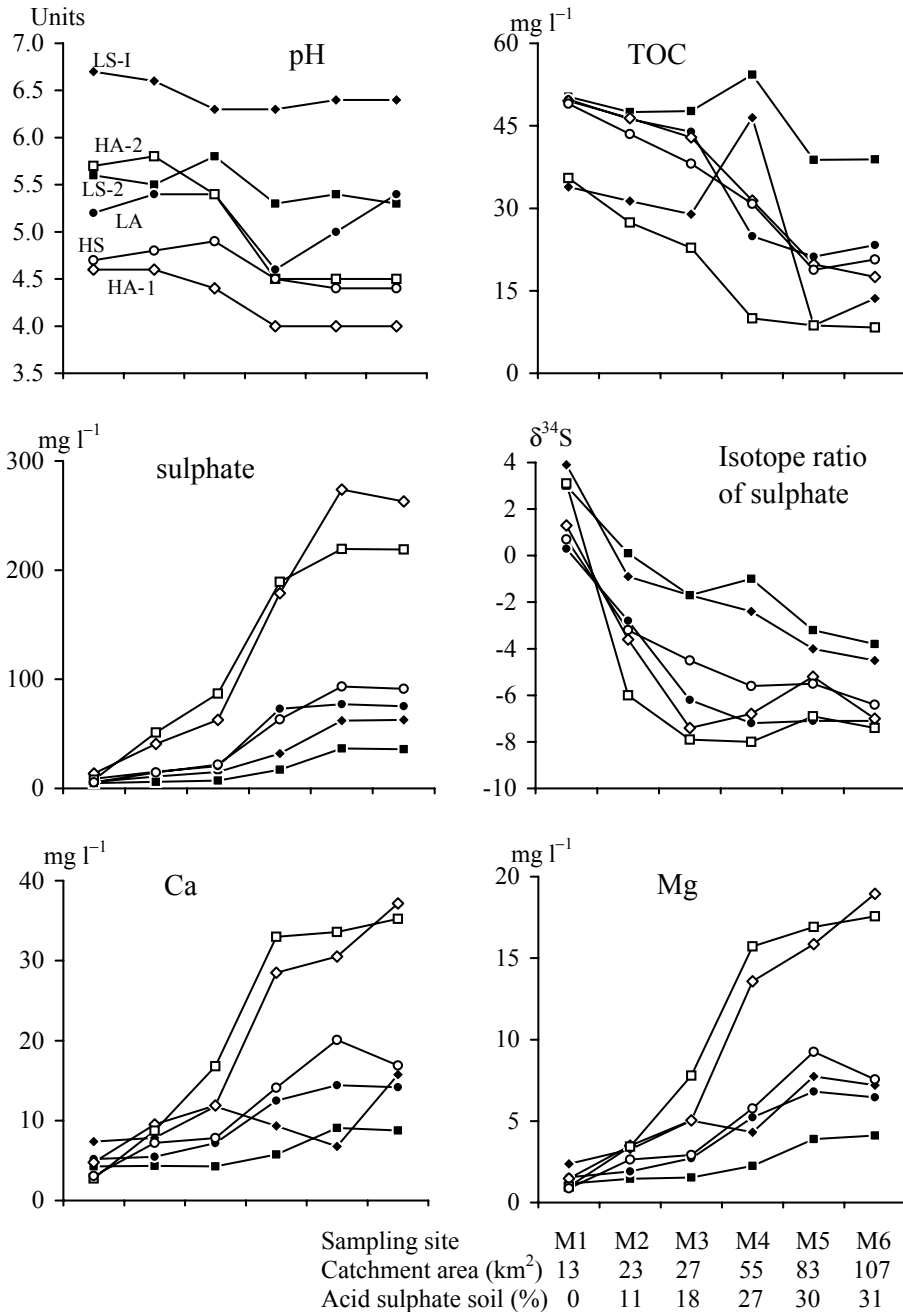 Units
pH
7.0
6.5
6.0
5.5
5.0
4.5
4.0
3.5
LS-I
HA-2
LS-2
LA
HS
HA-1
mg l⁻¹
TOC
60
45
30
15
0
mg l⁻¹
sulphate
300
200
100
0
δ³⁴S
Isotope ratio
of sulphate
4
2
0
-2
-4
-6
-8
-10
mg l⁻¹
Ca
40
30
20
10
0
mg l⁻¹
Mg
20
15
10
5
0
Sampling site M1 M2 M3 M4 M5 M6
Catchment area (km²) 13 23 27 55 83 107
Acid sulphate soil (%) 0 11 18 27 30 31